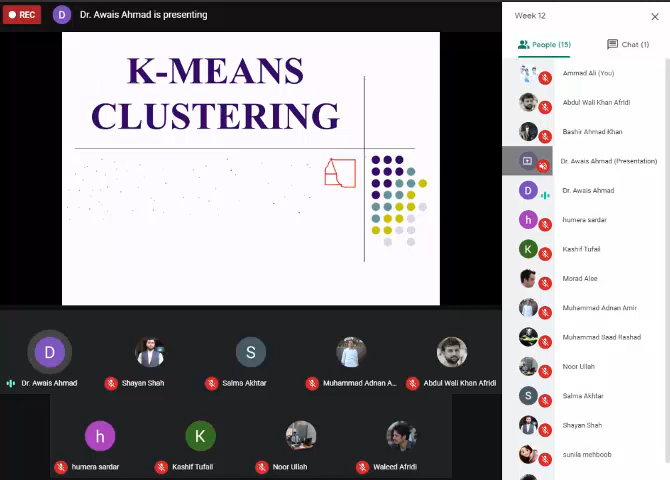 REC
D
Dr. Awais Ahmad is presenting
K-MEANS
CLUSTERING
D
Dr. Awais Ahmad
Shayan Shah
S
Salma Akhtar
Muhammad Adnan A...
Abdul Wali Khan Afridi
h
humera sardar
K
Kashif Tufail
Noor Ullah
Waleed Afridi
Week 12
People (15)
Chat (1)
Ammad Ali (You)
Abdul Wali Khan Afridi
Bashir Ahmad Khan
Dr. Awais Ahmad (Presentation)
D
Dr. Awais Ahmad
h
humera sardar
K
Kashif Tufail
Morad Alee
Muhammad Adnan Amir
Muhammad Saad Rashad
Noor Ullah
S
Salma Akhtar
Shayan Shah
sunila mehboob